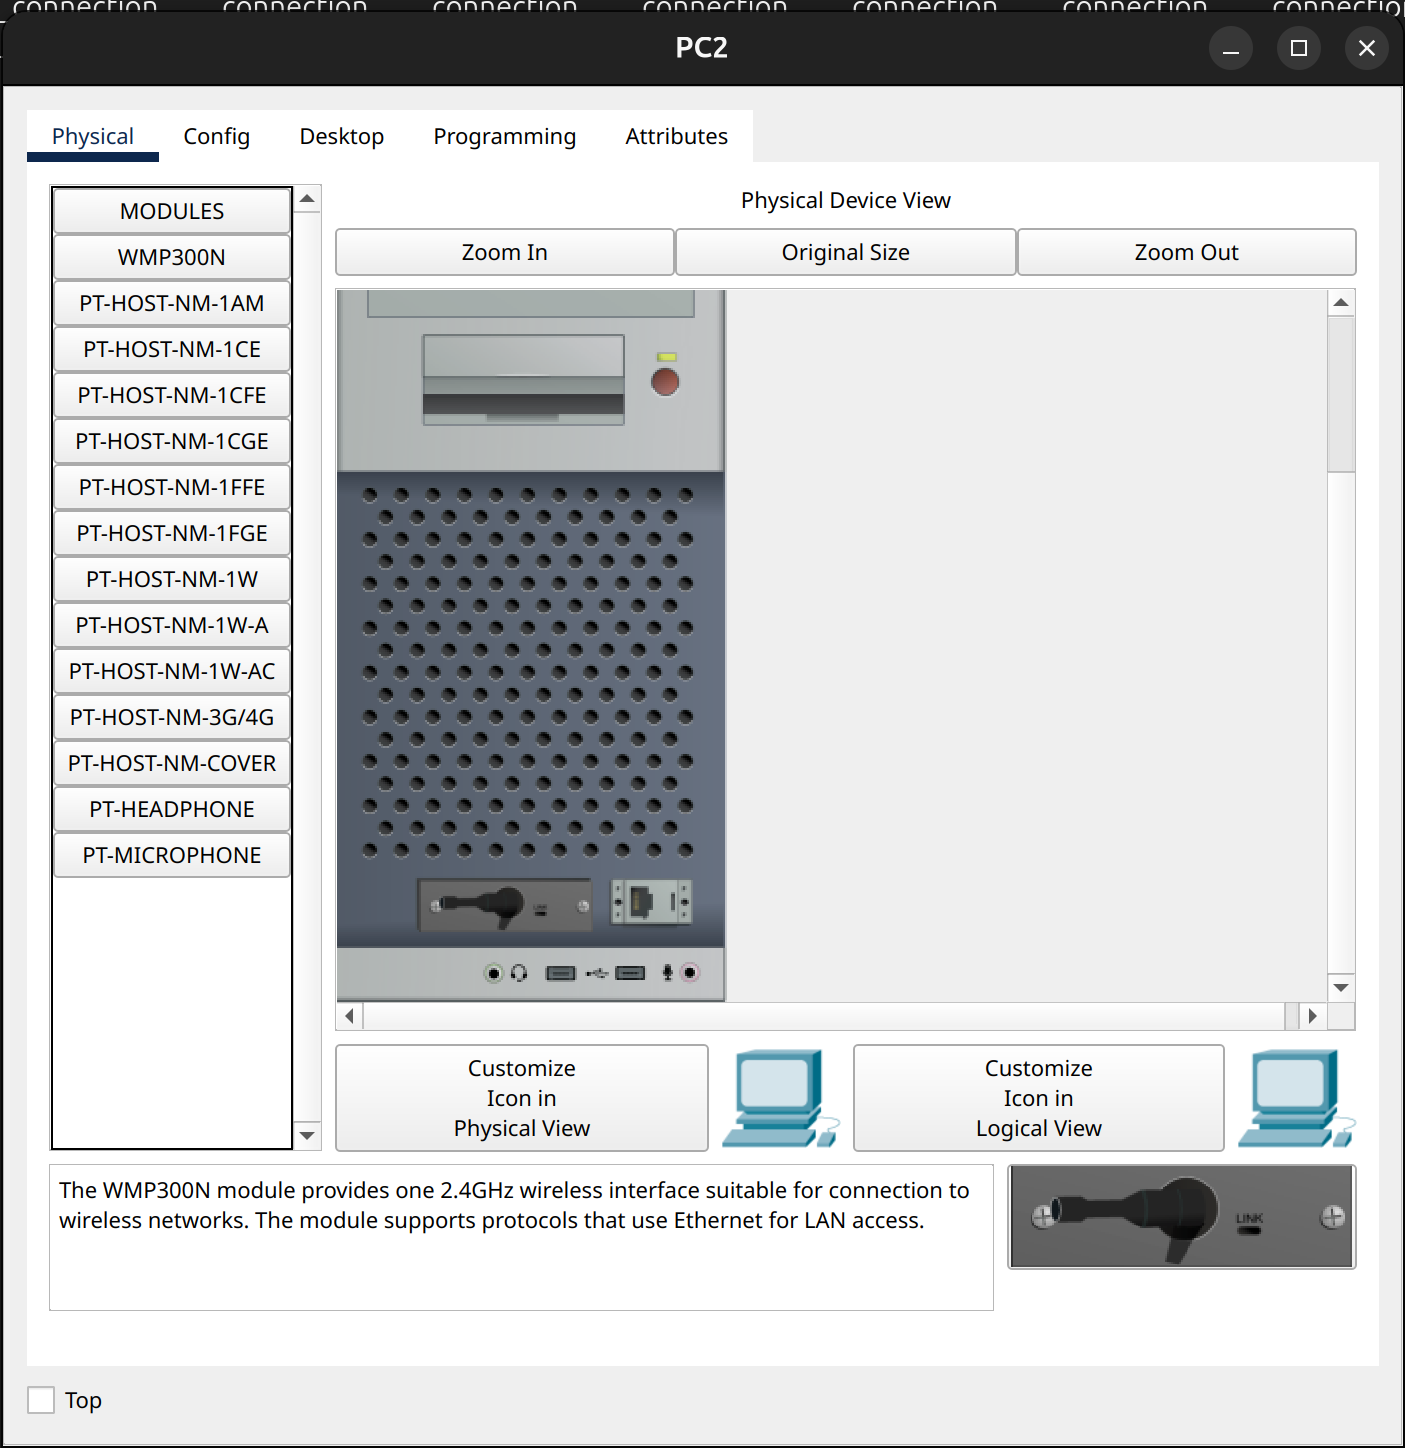 connection connection connection connection connection connection connectio
PC2
Physical Config Desktop Programming Attributes
MODULES
WMP300N
PT-HOST-NM-1AM
PT-HOST-NM-1CE
PT-HOST-NM-1CFE
PT-HOST-NM-1CGE
PT-HOST-NM-1FFE
PT-HOST-NM-1FGE
PT-HOST-NM-1W
PT-HOST-NM-1W-A
PT-HOST-NM-1W-AC
PT-HOST-NM-3G/4G
PT-HOST-NM-COVER
PT-HEADPHONE
PT-MICROPHONE
Physical Device View
Zoom In Original Size Zoom Out
LINK
Customize
Icon in
Physical View
Customize
Icon in
Logical View
The WMP300N module provides one 2.4GHz wireless interface suitable for connection to
wireless networks. The module supports protocols that use Ethernet for LAN access.
LINK
Top